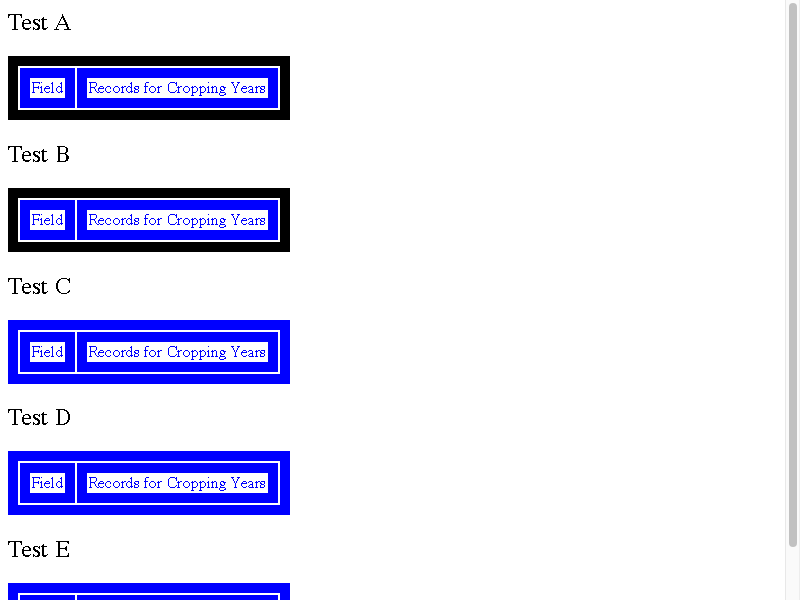 Test A
Field Records for Cropping Years
Test B
Field Records for Cropping Years
Test C
Field Records for Cropping Years
Test D
Field Records for Cropping Years
Test E